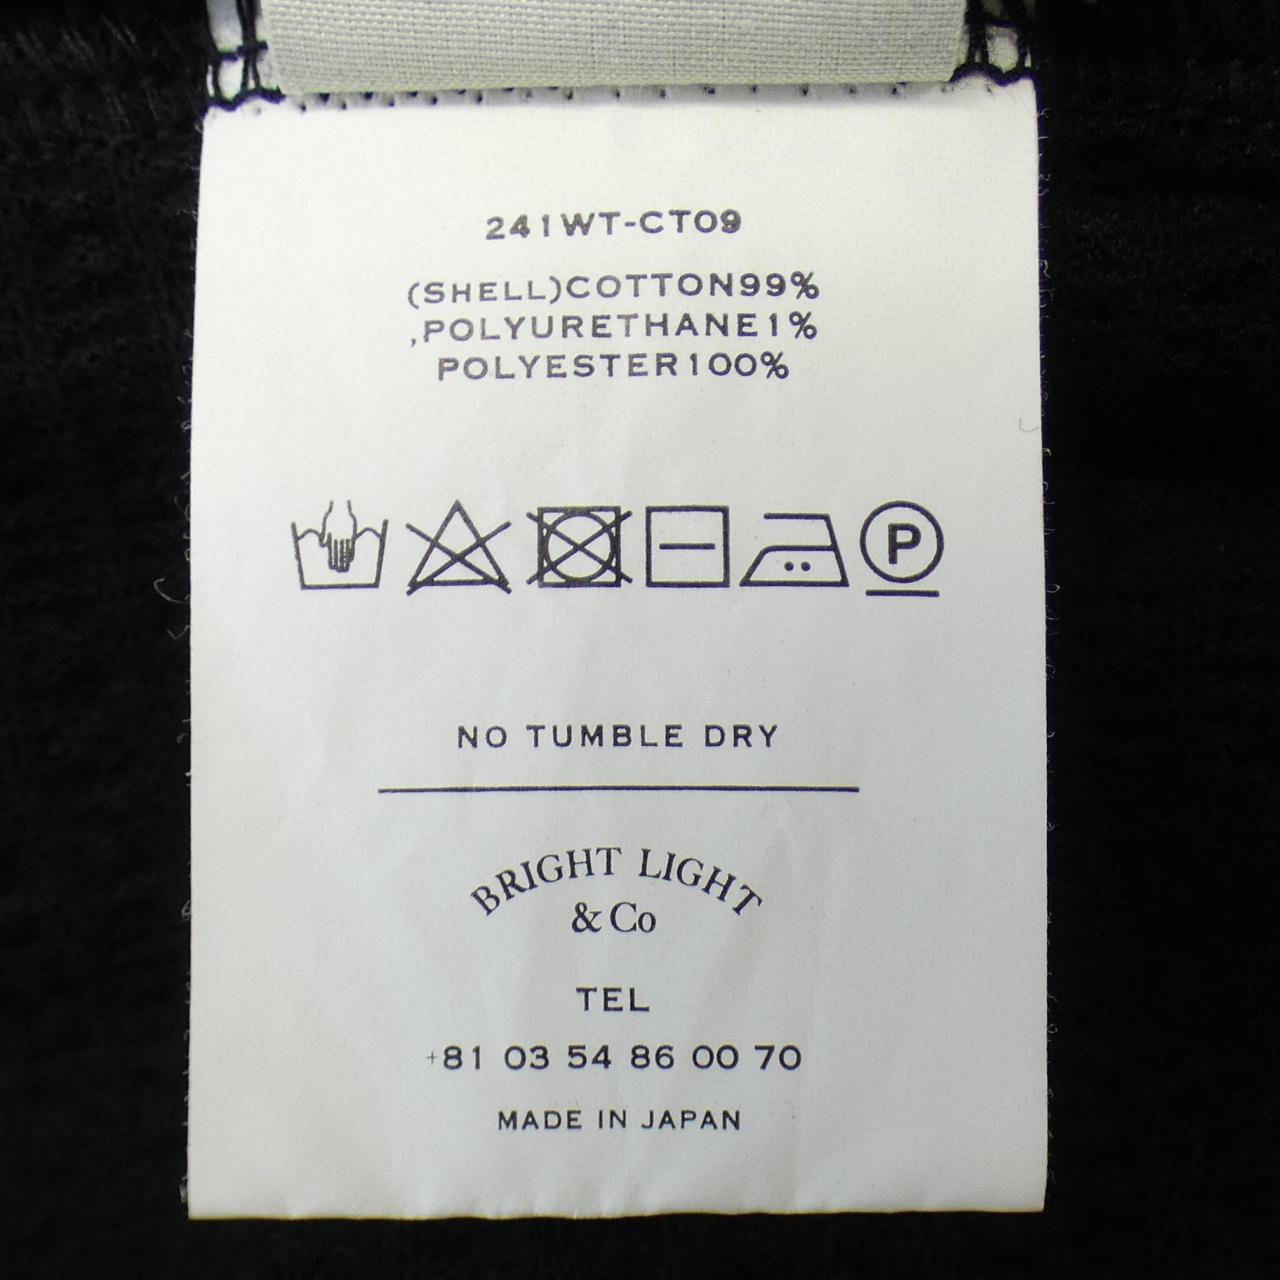 241WT-CT09
(SHELL)COTTON99%
,POLYURETHANE1%
POLYESTER100%
P
NO TUMBLE DRY
BRIGHT LIGHT
& Co
TEL
+81 03 54 86 00 70
MADE IN JAPAN